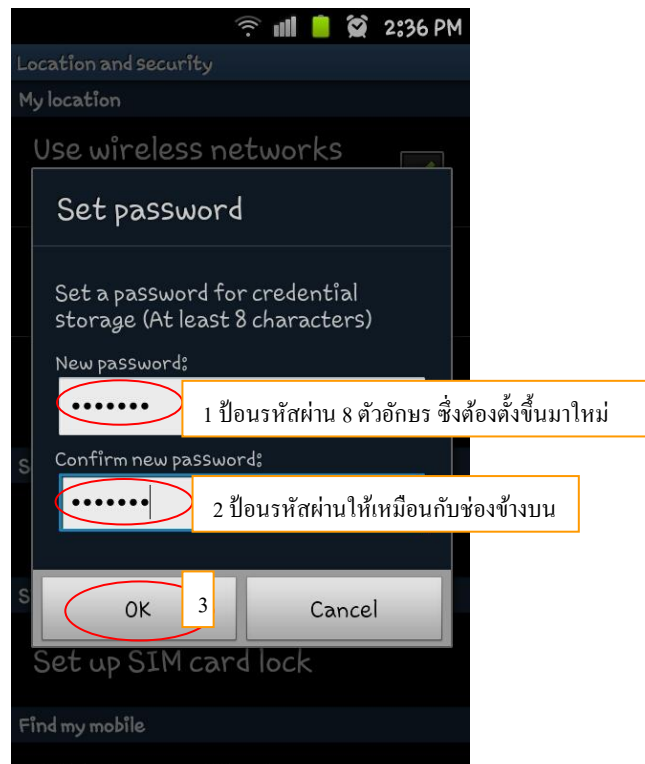 2:36 PM
Location and security
My location
Use wireless networks
Set password
Set a password for credential
storage (At least 8 characters)
New password:
•••••••
1 ป้อนรหัสผ่าน 8 ตัวอักษร ซึ่งต้องตั้งขึ้นมาใหม่
S
Confirm new password:
•••••••
2 ป้อนรหัสผ่านให้เหมือนกับช่องข้างบน
S
OK
3
Cancel
Set up SIM card lock
Find my mobile